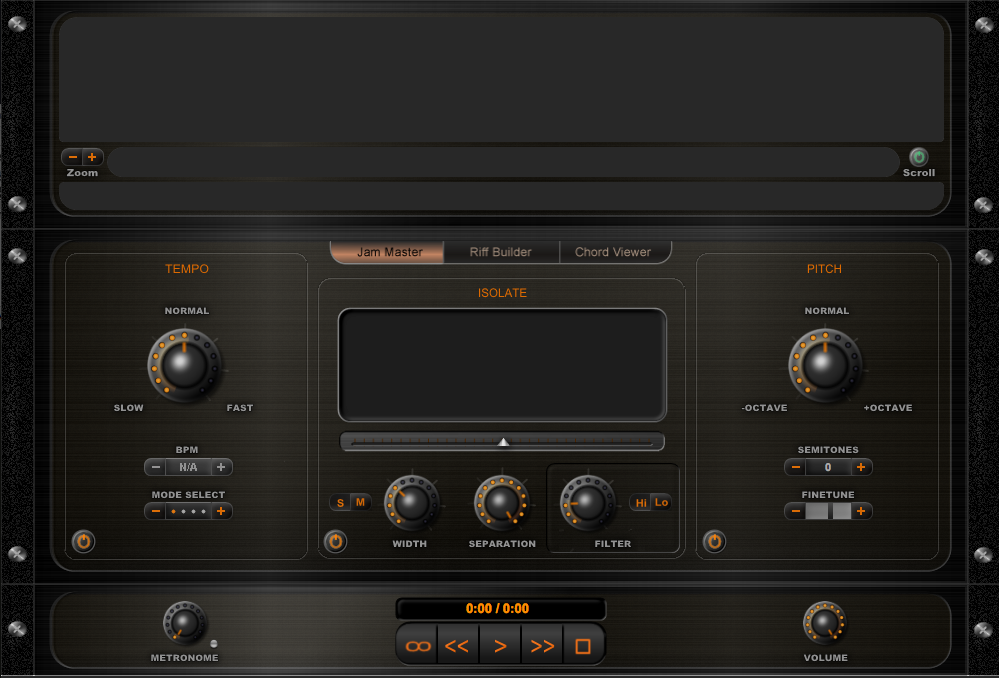 − +
Zoom
Scroll
Jam Master Riff Builder Chord Viewer
TEMPO
ISOLATE
PITCH
NORMAL
SLOW FAST
BPM
− N/A +
MODE SELECT
− +
S M
WIDTH
SEPARATION
Hi Lo
FILTER
NORMAL
-OCTAVE +OCTAVE
SEMITONES
− 0 +
FINETUNE
− +
METRONOME
0:00 / 0:00
<< > >>
VOLUME